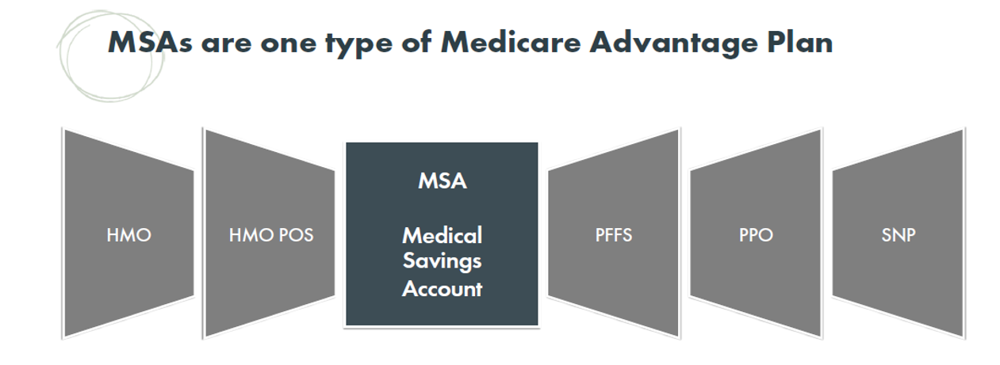 MSAs are one type of Medicare Advantage Plan
HMO
HMO POS
MSA
Medical
Savings
Account
PFFS
PPO
SNP